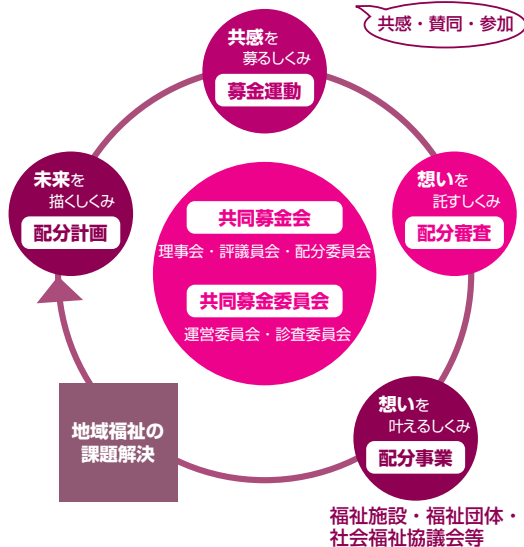 共感・賛同・参加
共感を
募るしくみ
募金運動
未来を
描くしくみ
配分計画
想いを
託すしくみ
配分審査
共同募金会
理事会・評議員会・配分委員会
共同募金委員会
運営委員会・診査委員会
想いを
叶えるしくみ
配分事業
地域福祉の
課題解決
福祉施設・福祉団体・
社会福祉協議会等